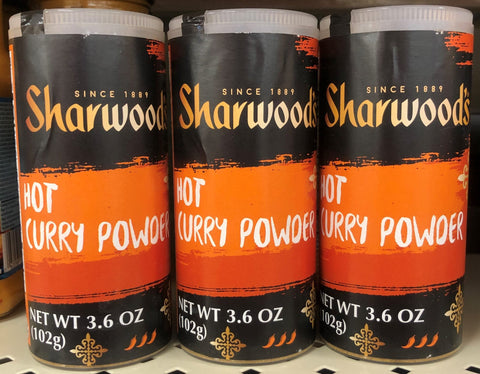 SINCE 1889
Sharwood's
HOT
CURRY POWDER
NET WT 3.6 OZ
(102g)
SINCE 1889
Sharwood's
HOT
CURRY POWDER
NET WT 3.6 OZ
(102g)
SINCE 1889
Sharwood's
HOT
CURRY POWDER
NET WT 3.6 OZ
102g)